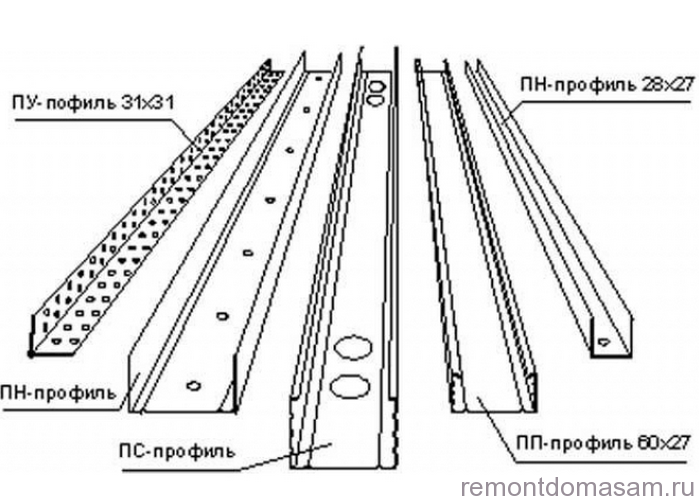 ПУ-пофиль 31х31
ПН-профиль 28х27
ПН-профиль
ПС-профиль
ПП-профиль 60х27
remontdomasam.ru